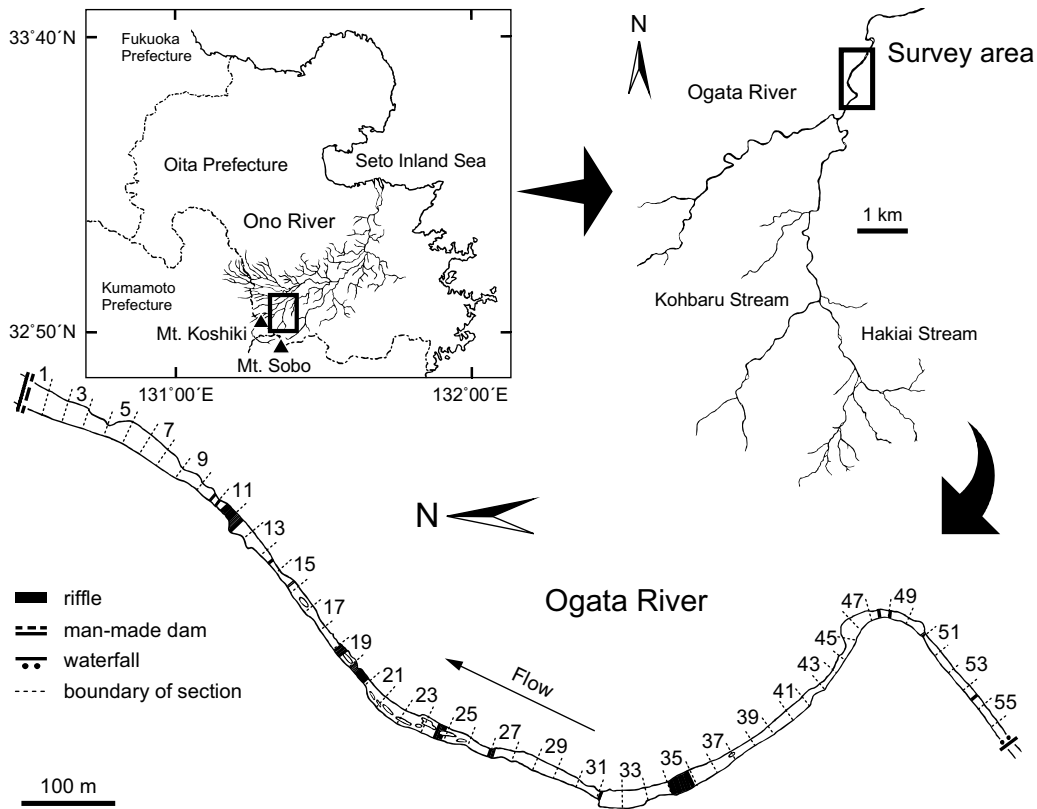 33˚40´N
Fukuoka
Prefecture
Oita Prefecture
Seto Inland Sea
Ono River
Kumamoto
Prefecture
32˚50´N
Mt. Koshiki
Mt. Sobo
131˚00´E
132˚00´E
N
Survey area
Ogata River
1 km
Kohbaru Stream
Hakiai Stream
1
3
5
7
9
11
13
15
17
19
21
23
25
27
29
31
33
35
37
39
41
43
45
47
49
51
53
55
N
Ogata River
Flow
riffle
man-made dam
waterfall
boundary of section
100 m